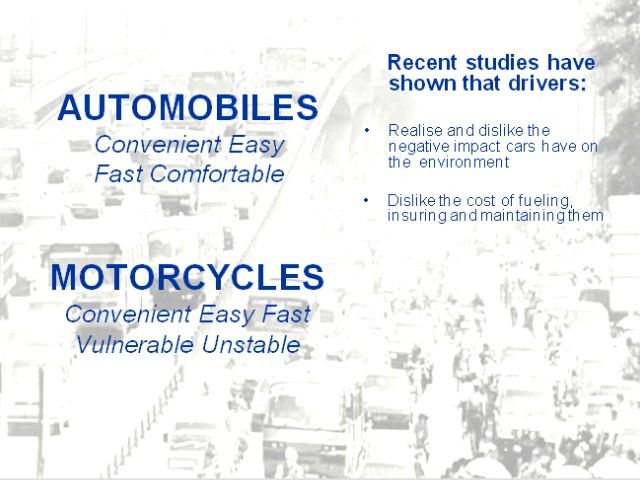 AUTOMOBILES
Convenient Easy
Fast Comfortable
MOTORCYCLES
Convenient Easy Fast
Vulnerable Unstable
Recent studies have
shown that drivers:
• Realise and dislike the
negative impact cars have on
the environment
• Dislike the cost of fueling,
insuring and maintaining them